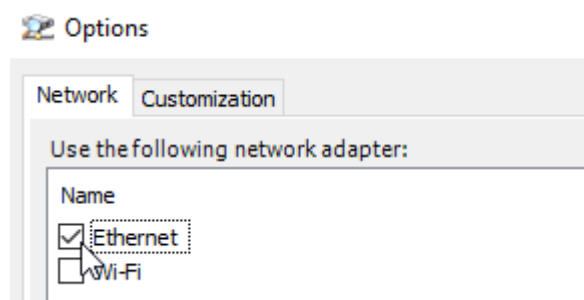 Options
Network Customization
Use the following network adapter:
Name
Ethernet
Wi-Fi